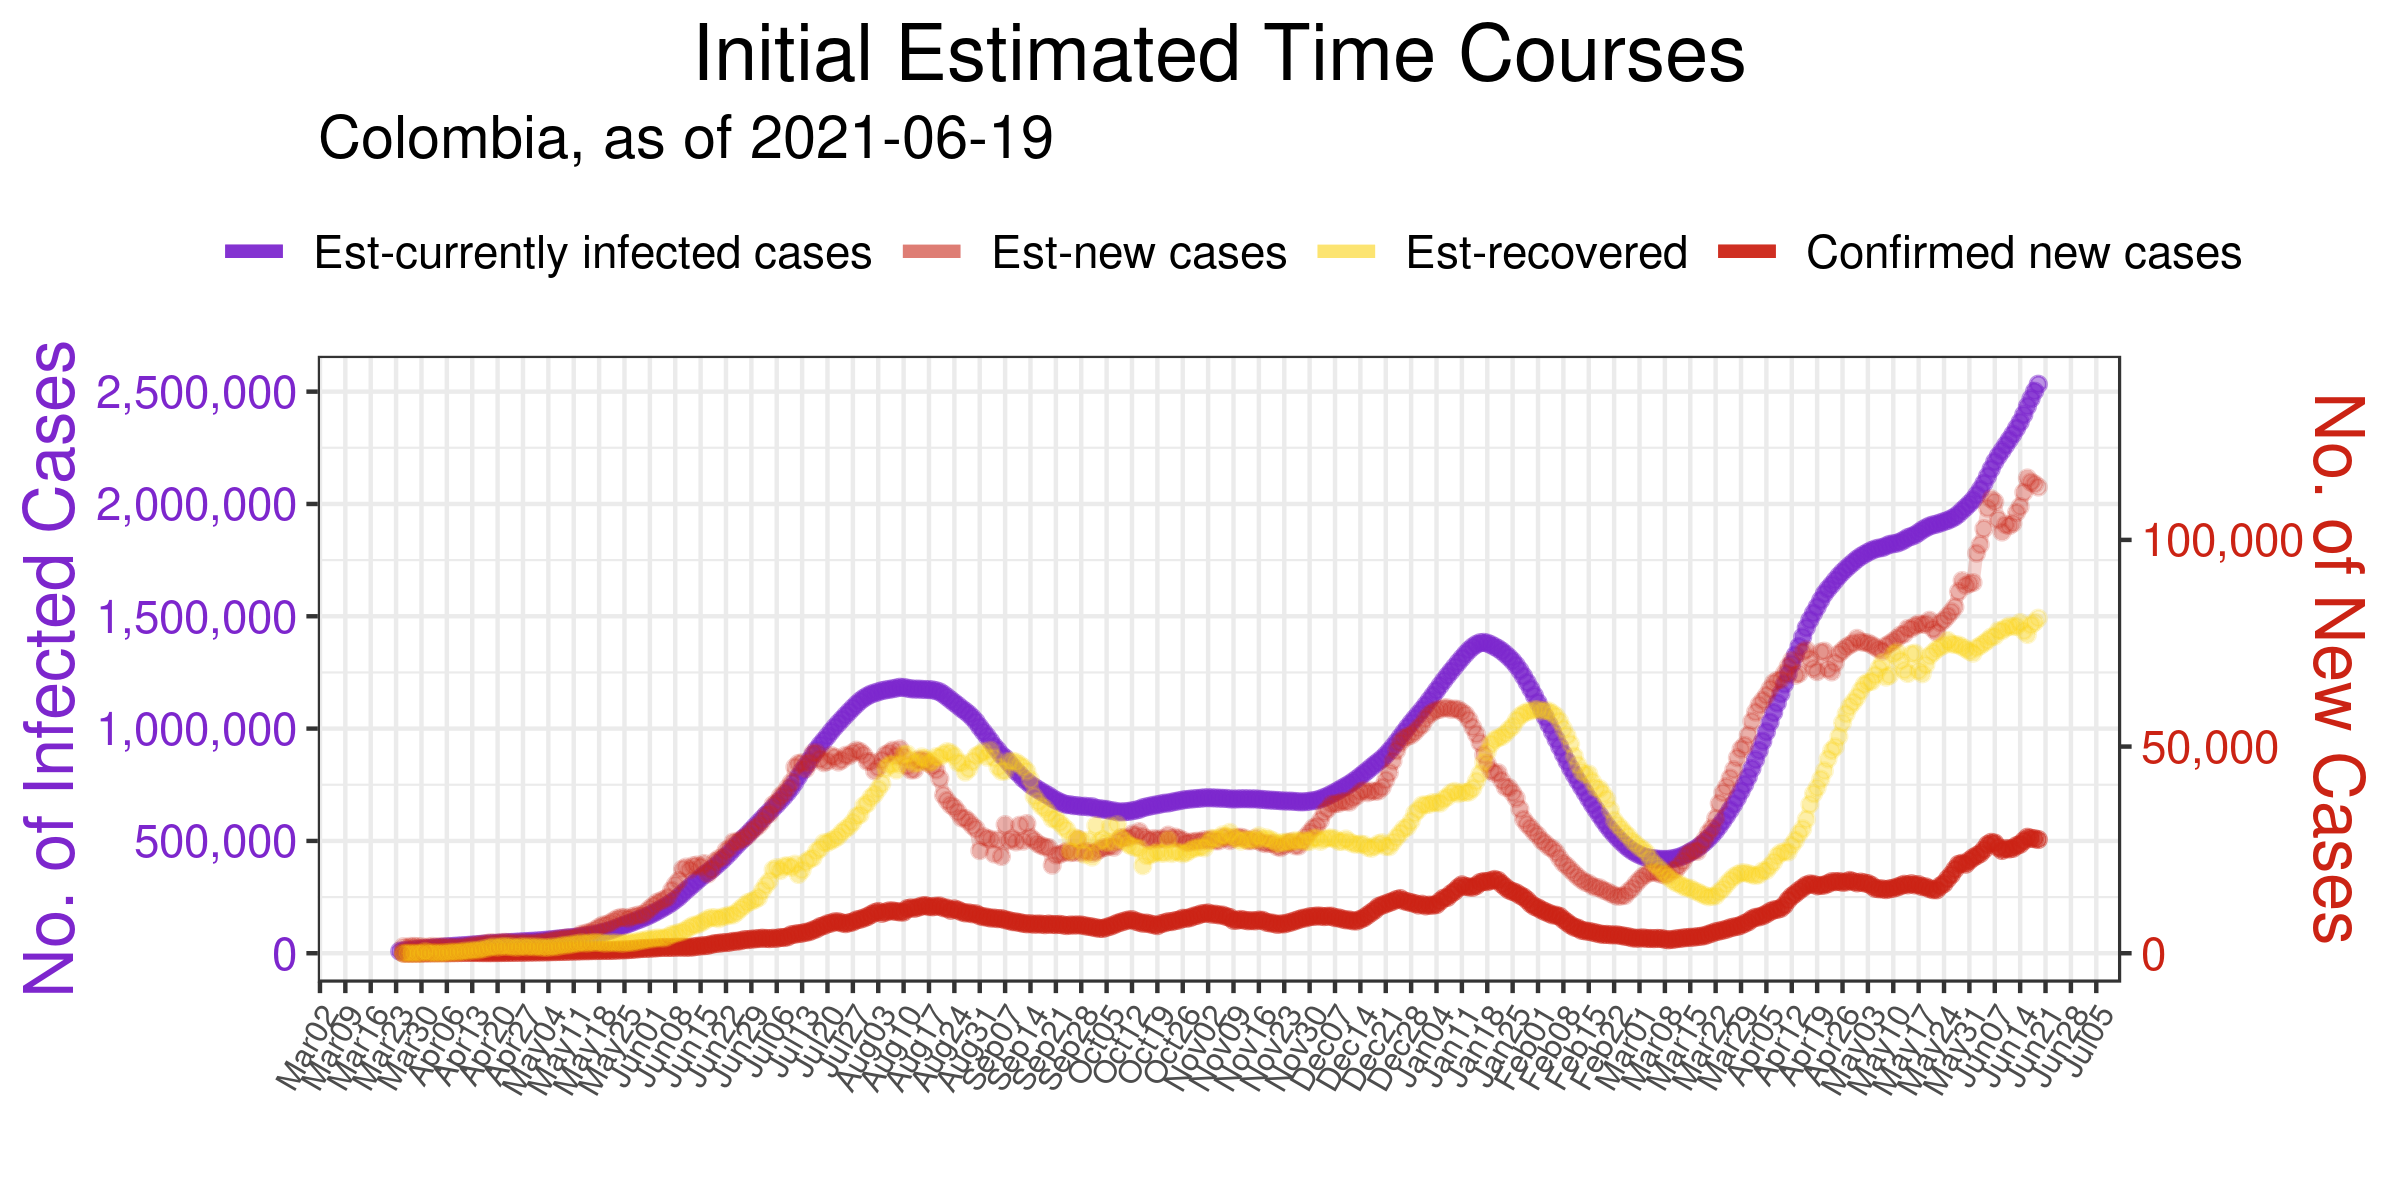 Initial Estimated Time Courses
Colombia, as of 2021-06-19
Est-currently infected cases Est-new cases Est-recovered Confirmed new cases
No. of Infected Cases
2,500,000
2,000,000
1,500,000
1,000,000
500,000
0
No. of New Cases
100,000
50,000
0
Mar02
Mar09
Mar16
Mar23
Mar30
Apr06
Apr13
Apr20
Apr27
May04
May11
May18
May25
Jun01
Jun08
Jun15
Jun22
Jun29
Jul06
Jul13
Jul20
Jul27
Aug03
Aug10
Aug17
Aug24
Aug31
Sep07
Sep14
Sep21
Sep28
Oct05
Oct12
Oct19
Oct26
Nov02
Nov09
Nov16
Nov23
Nov30
Dec07
Dec14
Dec21
Dec28
Jan04
Jan11
Jan18
Jan25
Feb01
Feb08
Feb15
Feb22
Mar01
Mar08
Mar15
Mar22
Mar29
Apr05
Apr12
Apr19
Apr26
May03
May10
May17
May24
May31
Jun07
Jun14
Jun21
Jun28
Jul05